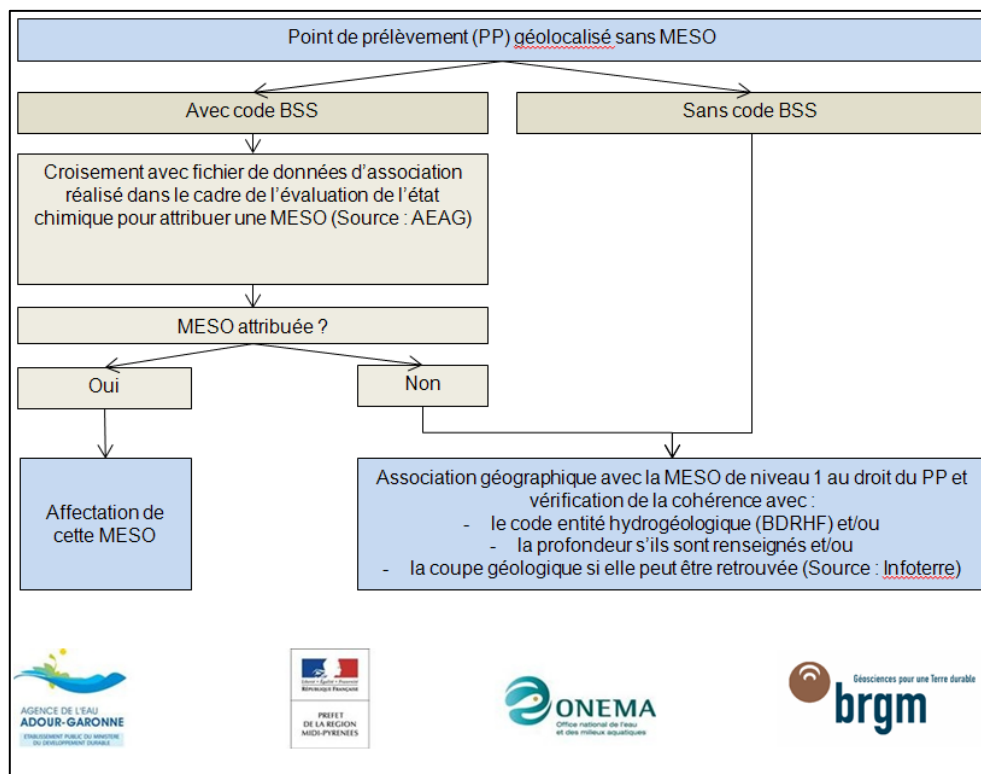 Point de prélèvement (PP) géolocalisé sans MESO
Avec code BSS
Sans code BSS
Croisement avec fichier de données d'association
réalisé dans le cadre de l'évaluation de l'état
chimique pour attribuer une MESO (Source : AEAG)
MESO attribuée ?
Oui
Non
Affectation de
cette MESO
Association géographique avec la MESO de niveau 1 au droit du PP et
vérification de la cohérence avec :
- le code entité hydrogéologique (BDRHF) et/ou
- la profondeur s'ils sont renseignés et/ou
- la coupe géologique si elle peut être retrouvée (Source : Infoterre)
AGENCE DE L'EAU
ADOUR-GARONNE
ETABLISSEMENT PUBLIC DU MINISTERE
DU DEVELOPPEMENT DURABLE
Liberté • Égalité • Fraternité
RÉPUBLIQUE FRANÇAISE
PREFET
DE LA REGION
MIDI-PYRENEES
ONEMA
Office national de l'eau
et des milieux aquatiques
Géosciences pour une Terre durable
brgm